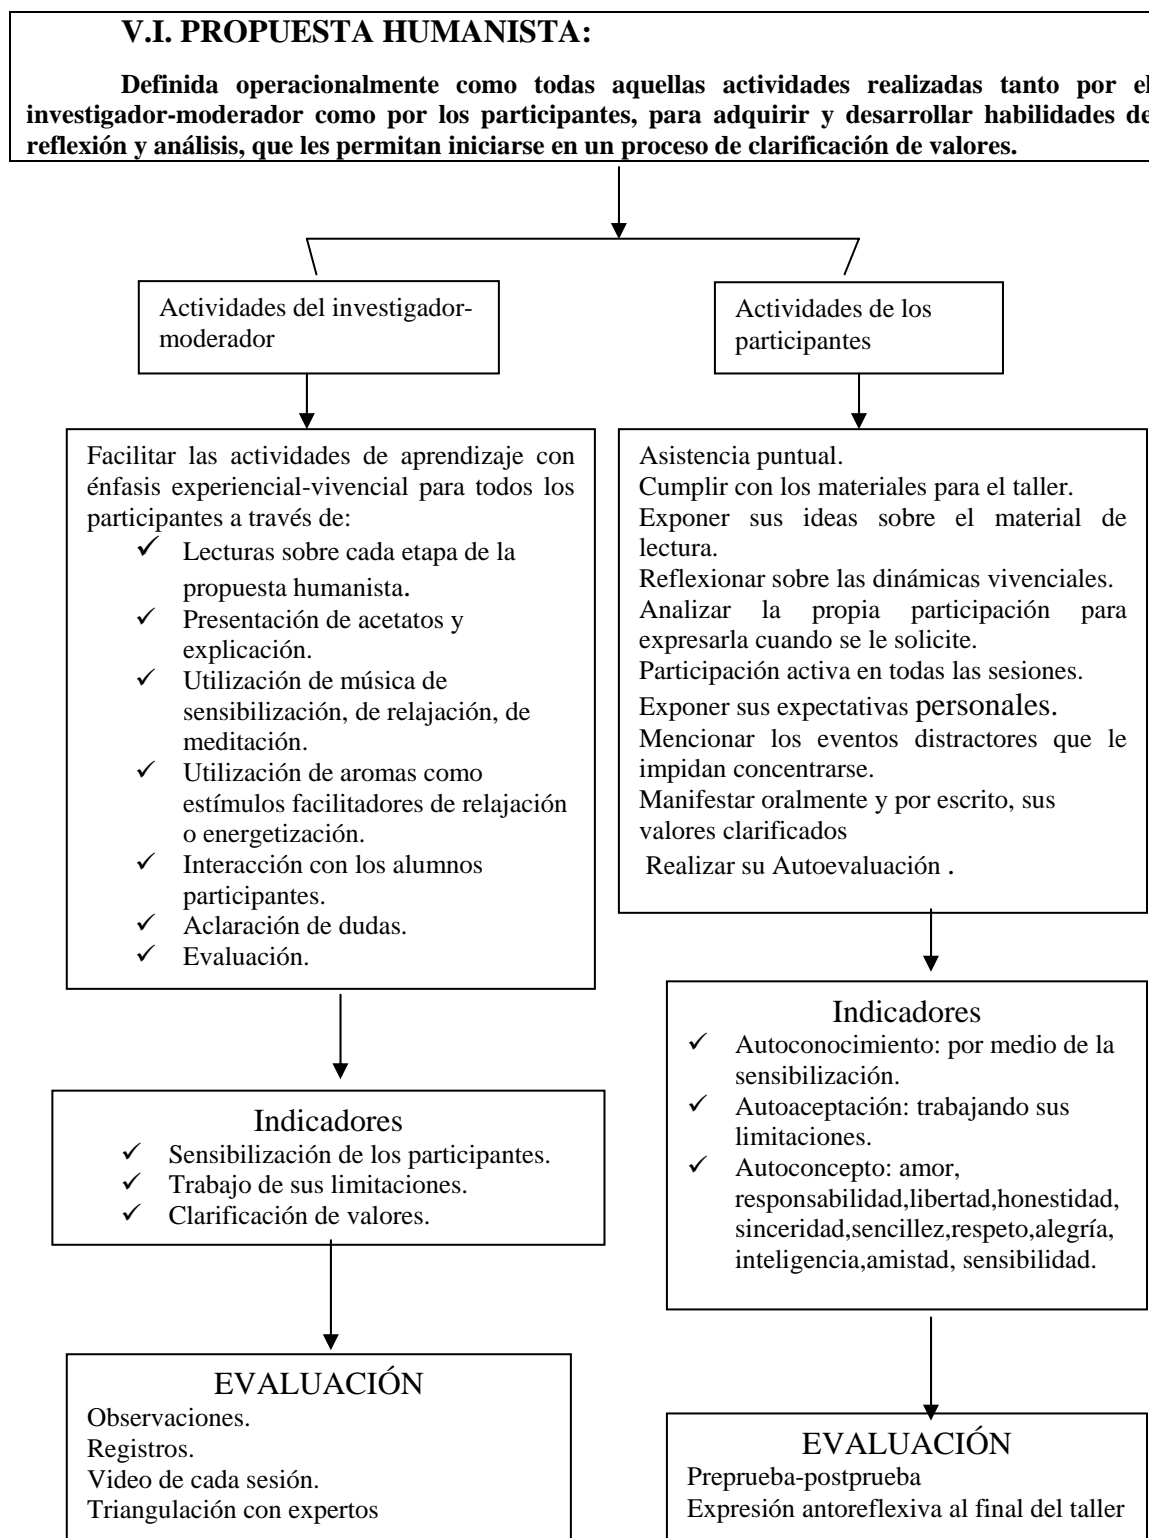 V.I. PROPUESTA HUMANISTA:
Definida operacionalmente como todas aquellas actividades realizadas tanto por el
investigador-moderador como por los participantes, para adquirir y desarrollar habilidades de
reflexión y análisis, que les permitan iniciarse en un proceso de clarificación de valores.
Actividades del investigador-
moderador
Facilitar las actividades de aprendizaje con
énfasis experiencial-vivencial para todos los
participantes a través de:
✓ Lecturas sobre cada etapa de la
propuesta humanista.
✓ Presentación de acetatos y
explicación.
✓ Utilización de música de
sensibilización, de relajación, de
meditación.
✓ Utilización de aromas como
estímulos facilitadores de relajación
o energetización.
✓ Interacción con los alumnos
participantes.
✓ Aclaración de dudas.
✓ Evaluación.
Indicadores
✓ Sensibilización de los participantes.
✓ Trabajo de sus limitaciones.
✓ Clarificación de valores.
EVALUACIÓN
Observaciones.
Registros.
Video de cada sesión.
Triangulación con expertos
Actividades de los
participantes
Asistencia puntual.
Cumplir con los materiales para el taller.
Exponer sus ideas sobre el material de
lectura.
Reflexionar sobre las dinámicas vivenciales.
Analizar la propia participación para
expresarla cuando se le solicite.
Participación activa en todas las sesiones.
Exponer sus expectativas personales.
Mencionar los eventos distractores que le
impidan concentrarse.
Manifestar oralmente y por escrito, sus
valores clarificados
Realizar su Autoevaluación .
Indicadores
✓ Autoconocimiento: por medio de la
sensibilización.
✓ Autoaceptación: trabajando sus
limitaciones.
✓ Autoconcepto: amor,
responsabilidad,libertad,honestidad,
sinceridad,sencillez,respeto,alegría,
inteligencia,amistad, sensibilidad.
EVALUACIÓN
Preprueba-postprueba
Expresión antoreflexiva al final del taller